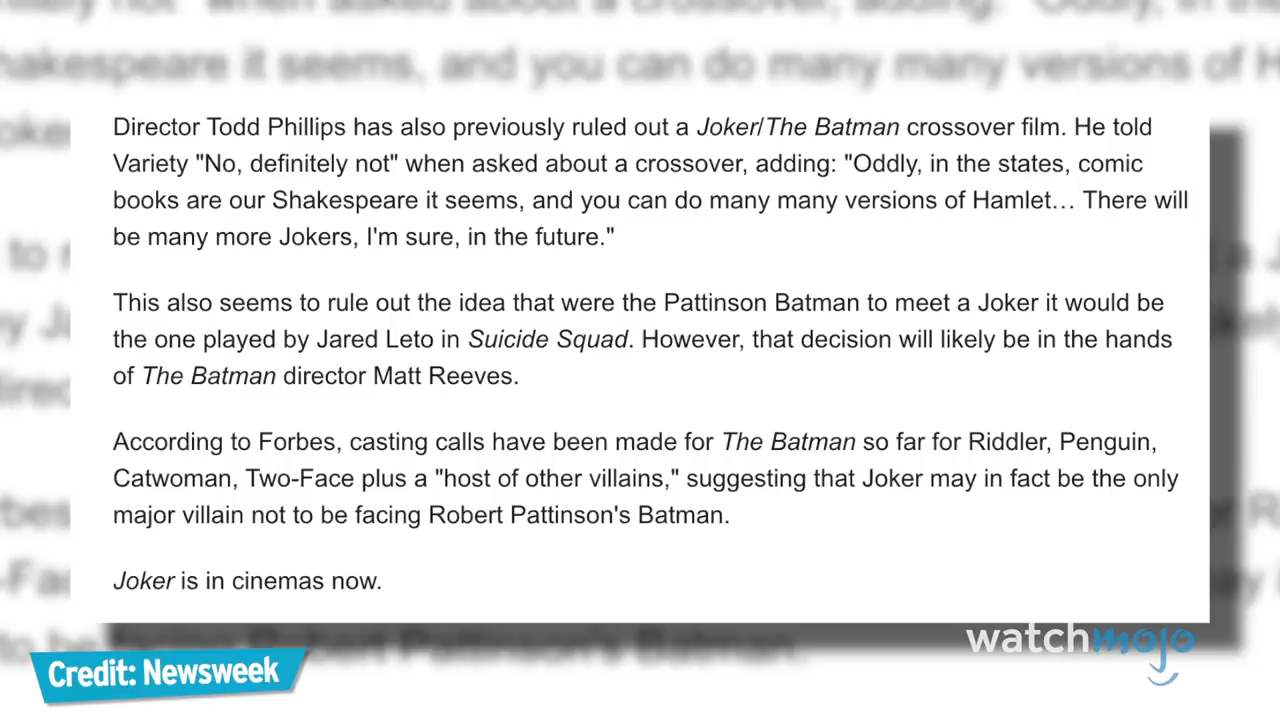 Director Todd Phillips has also previously ruled out a Joker/The Batman crossover film. He told
Variety "No, definitely not" when asked about a crossover, adding: "Oddly, in the states, comic
books are our Shakespeare it seems, and you can do many many versions of Hamlet… There will
be many more Jokers, I'm sure, in the future."
This also seems to rule out the idea that were the Pattinson Batman to meet a Joker it would be
the one played by Jared Leto in Suicide Squad. However, that decision will likely be in the hands
of The Batman director Matt Reeves.
According to Forbes, casting calls have been made for The Batman so far for Riddler, Penguin,
Catwoman, Two-Face plus a "host of other villains," suggesting that Joker may in fact be the only
major villain not to be facing Robert Pattinson's Batman.
Joker is in cinemas now.
watchmojo
Credit: Newsweek